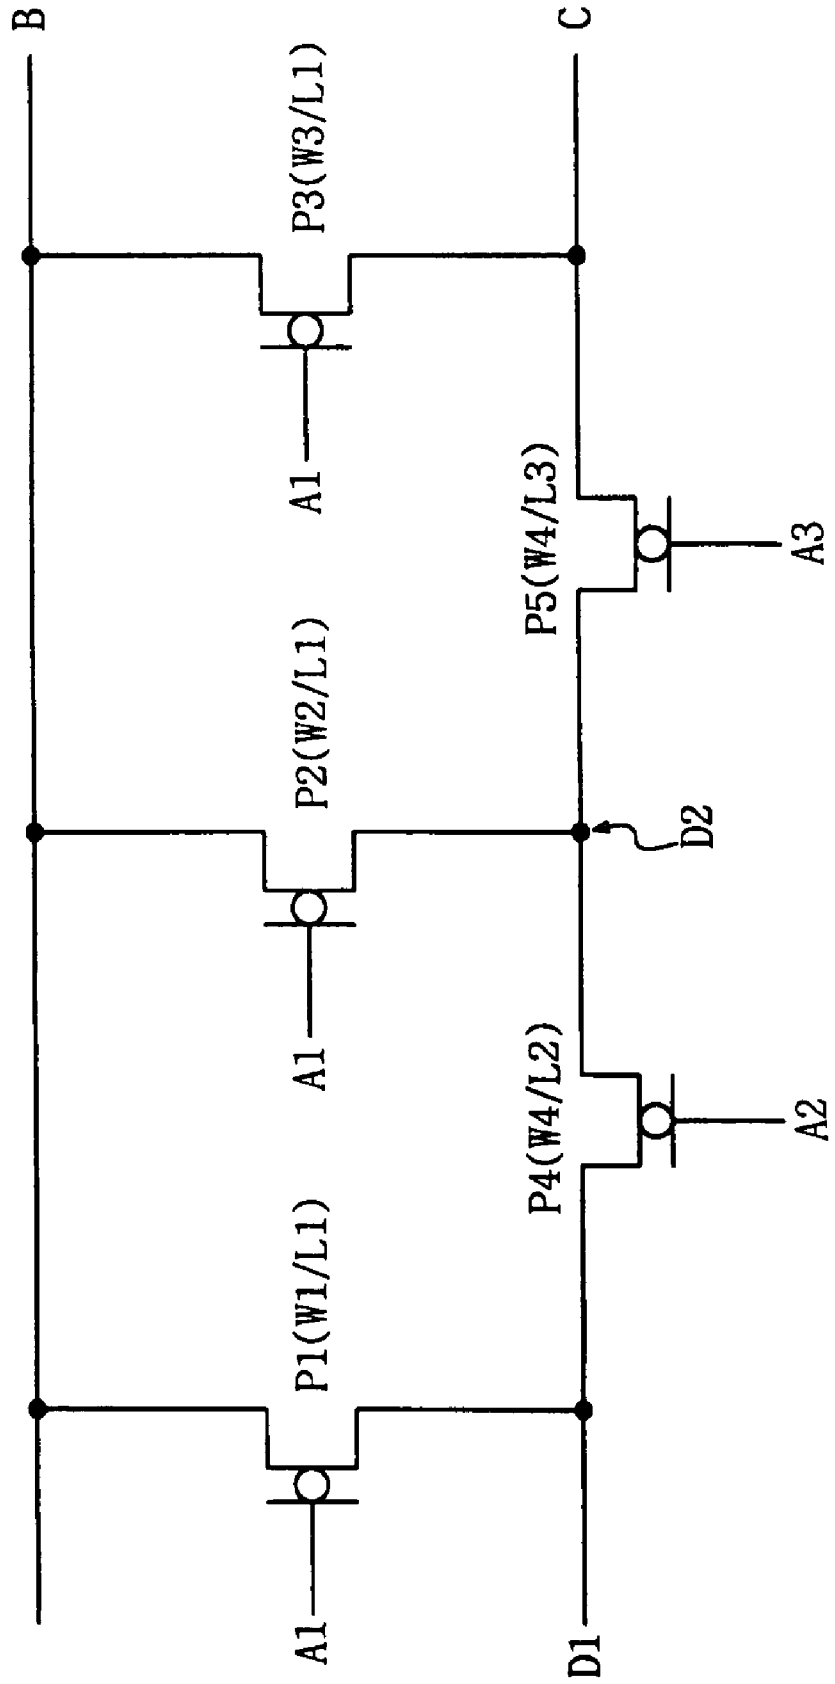 B
P1(W1/L1)
P2(W2/L1)
P3(W3/L1)
A1
A1
A1
P4(W4/L2)
P5(W4/L3)
D1
C
D2
A2
A3